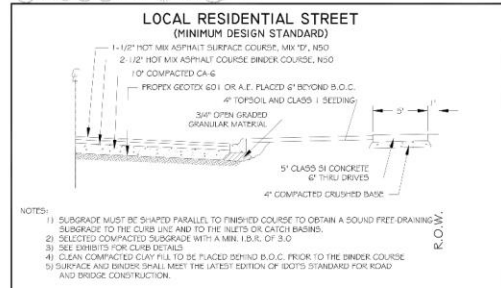 LOCAL RESIDENTIAL STREET
(MINIMUM DESIGN STANDARD)
1-1/2" HOT MIX ASPHALT SURFACE COURSE, MIX "D", N50
2-1/2" HOT MIX ASPHALT COURSE BINDER COURSE, N50
10" COMPACTED CA-6
PROPEX GEOTEX 601 OR A.E. PLACED 6" BEYOND B.O.C.
4" TOPSOIL AND CLASS I SEEDING
3/4" OPEN GRADED
GRANULAR MATERIAL
5'
1'
5" CLASS SI CONCRETE
6" THRU DRIVES
4" COMPACTED CRUSHED BASE
R.O.W.
NOTES:
1) SUBGRADE MUST BE SHAPED PARALLEL TO FINISHED COURSE TO OBTAIN A SOUND FREE-DRAINING
SUBGRADE TO THE CURB LINE AND TO THE INLETS OR CATCH BASINS.
2) SELECTED COMPACTED SUBGRADE WITH A MIN. I.B.R. OF 3.0
3) SEE EXHIBITS FOR CURB DETAILS
4) CLEAN COMPACTED CLAY FILL TO BE PLACED BEHIND B.O.C. PRIOR TO THE BINDER COURSE
5) SURFACE AND BINDER SHALL MEET THE LATEST EDITION OF IDOT'S STANDARD FOR ROAD
AND BRIDGE CONSTRUCTION.